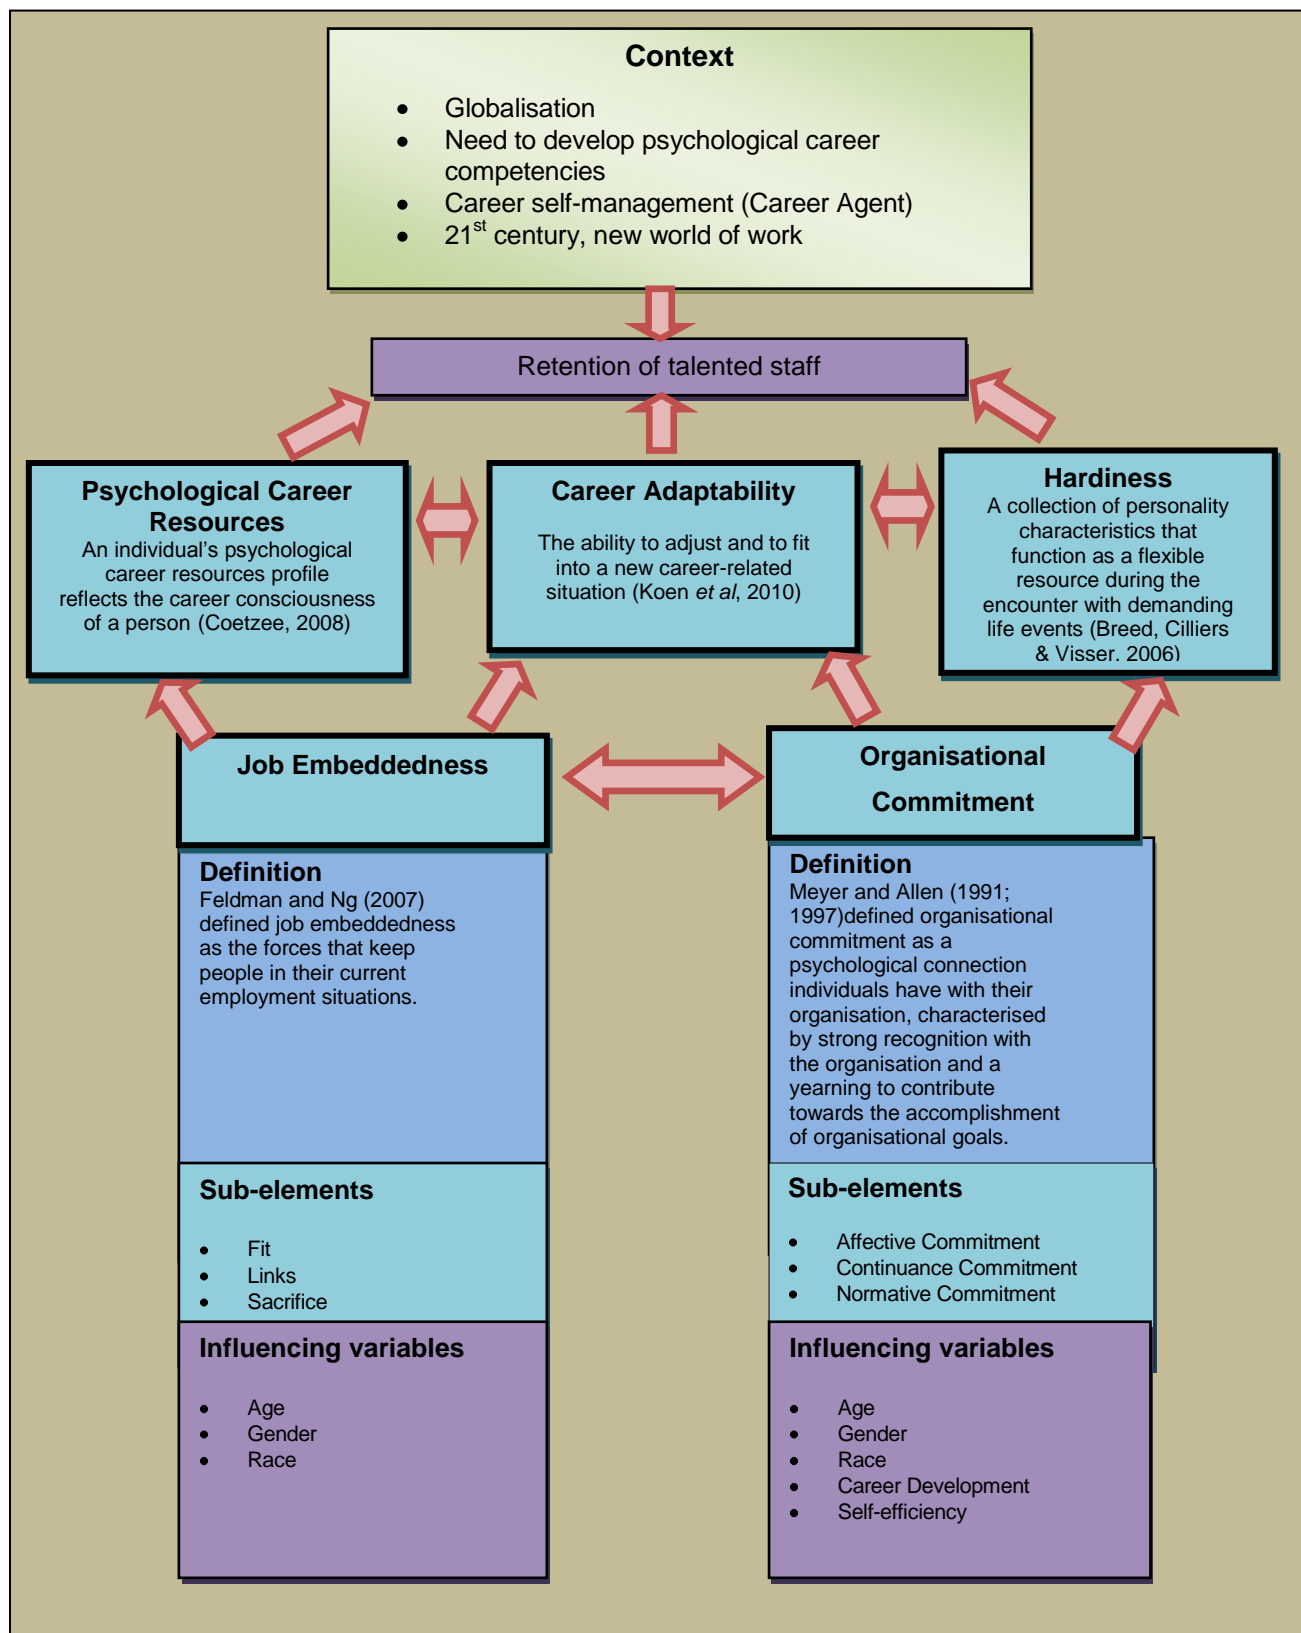 Context
• Globalisation
• Need to develop psychological career
competencies
• Career self-management (Career Agent)
• 21st century, new world of work
Retention of talented staff
Psychological Career
Resources
An individual's psychological
career resources profile
reflects the career consciousness
of a person (Coetzee, 2008)
Career Adaptability
The ability to adjust and to fit
into a new career-related
situation (Koen et al, 2010)
Hardiness
A collection of personality
characteristics that
function as a flexible
resource during the
encounter with demanding
life events (Breed, Cilliers
& Visser, 2006)
Job Embeddedness
Definition
Feldman and Ng (2007)
defined job embeddedness
as the forces that keep
people in their current
employment situations.
Sub-elements
• Fit
• Links
• Sacrifice
Influencing variables
• Age
• Gender
• Race
Organisational
Commitment
Definition
Meyer and Allen (1991;
1997)defined organisational
commitment as a
psychological connection
individuals have with their
organisation, characterised
by strong recognition with
the organisation and a
yearning to contribute
towards the accomplishment
of organisational goals.
Sub-elements
• Affective Commitment
• Continuance Commitment
• Normative Commitment
Influencing variables
• Age
• Gender
• Race
• Career Development
• Self-efficiency